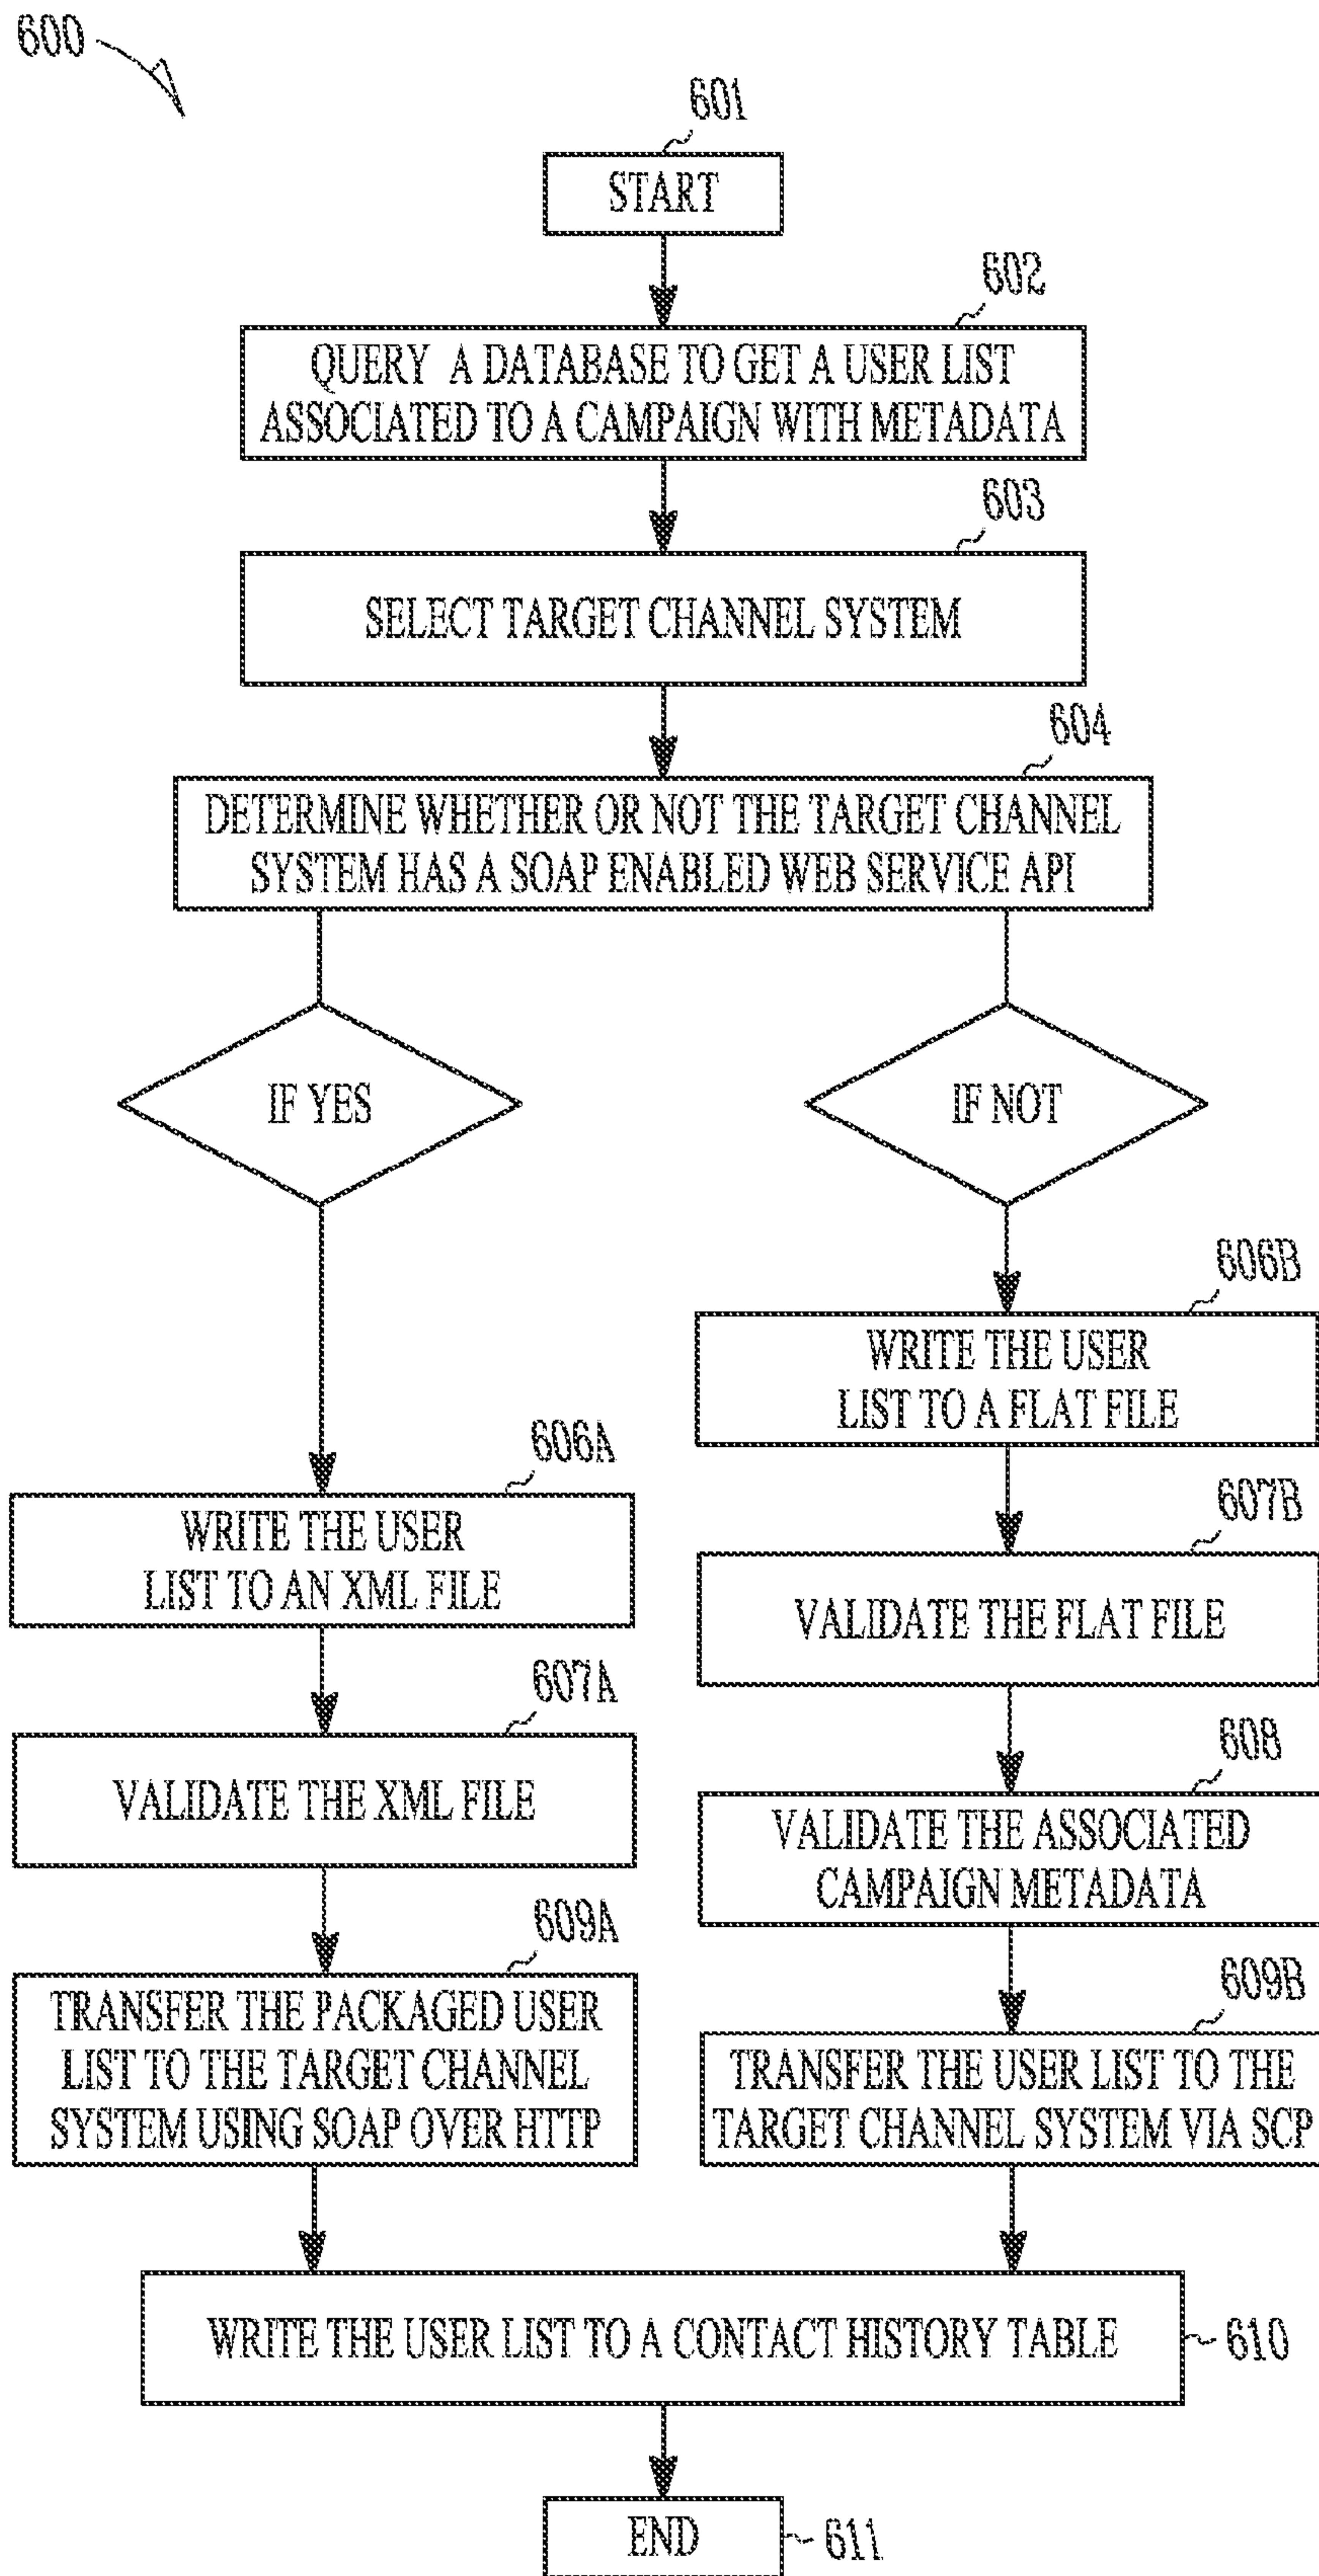 600
601
START
602
QUERY A DATABASE TO GET A USER LIST
ASSOCIATED TO A CAMPAIGN WITH METADATA
603
SELECT TARGET CHANNEL SYSTEM
604
DETERMINE WHETHER OR NOT THE TARGET CHANNEL
SYSTEM HAS A SOAP ENABLED WEB SERVICE API
IF YES
IF NOT
606B
WRITE THE USER
LIST TO A FLAT FILE
606A
WRITE THE USER
LIST TO AN XML FILE
607B
VALIDATE THE FLAT FILE
607A
VALIDATE THE XML FILE
608
VALIDATE THE ASSOCIATED
CAMPAIGN METADATA
609A
TRANSFER THE PACKAGED USER
LIST TO THE TARGET CHANNEL
SYSTEM USING SOAP OVER HTTP
609B
TRANSFER THE USER LIST TO THE
TARGET CHANNEL SYSTEM VIA SCP
WRITE THE USER LIST TO A CONTACT HISTORY TABLE
610
END
611